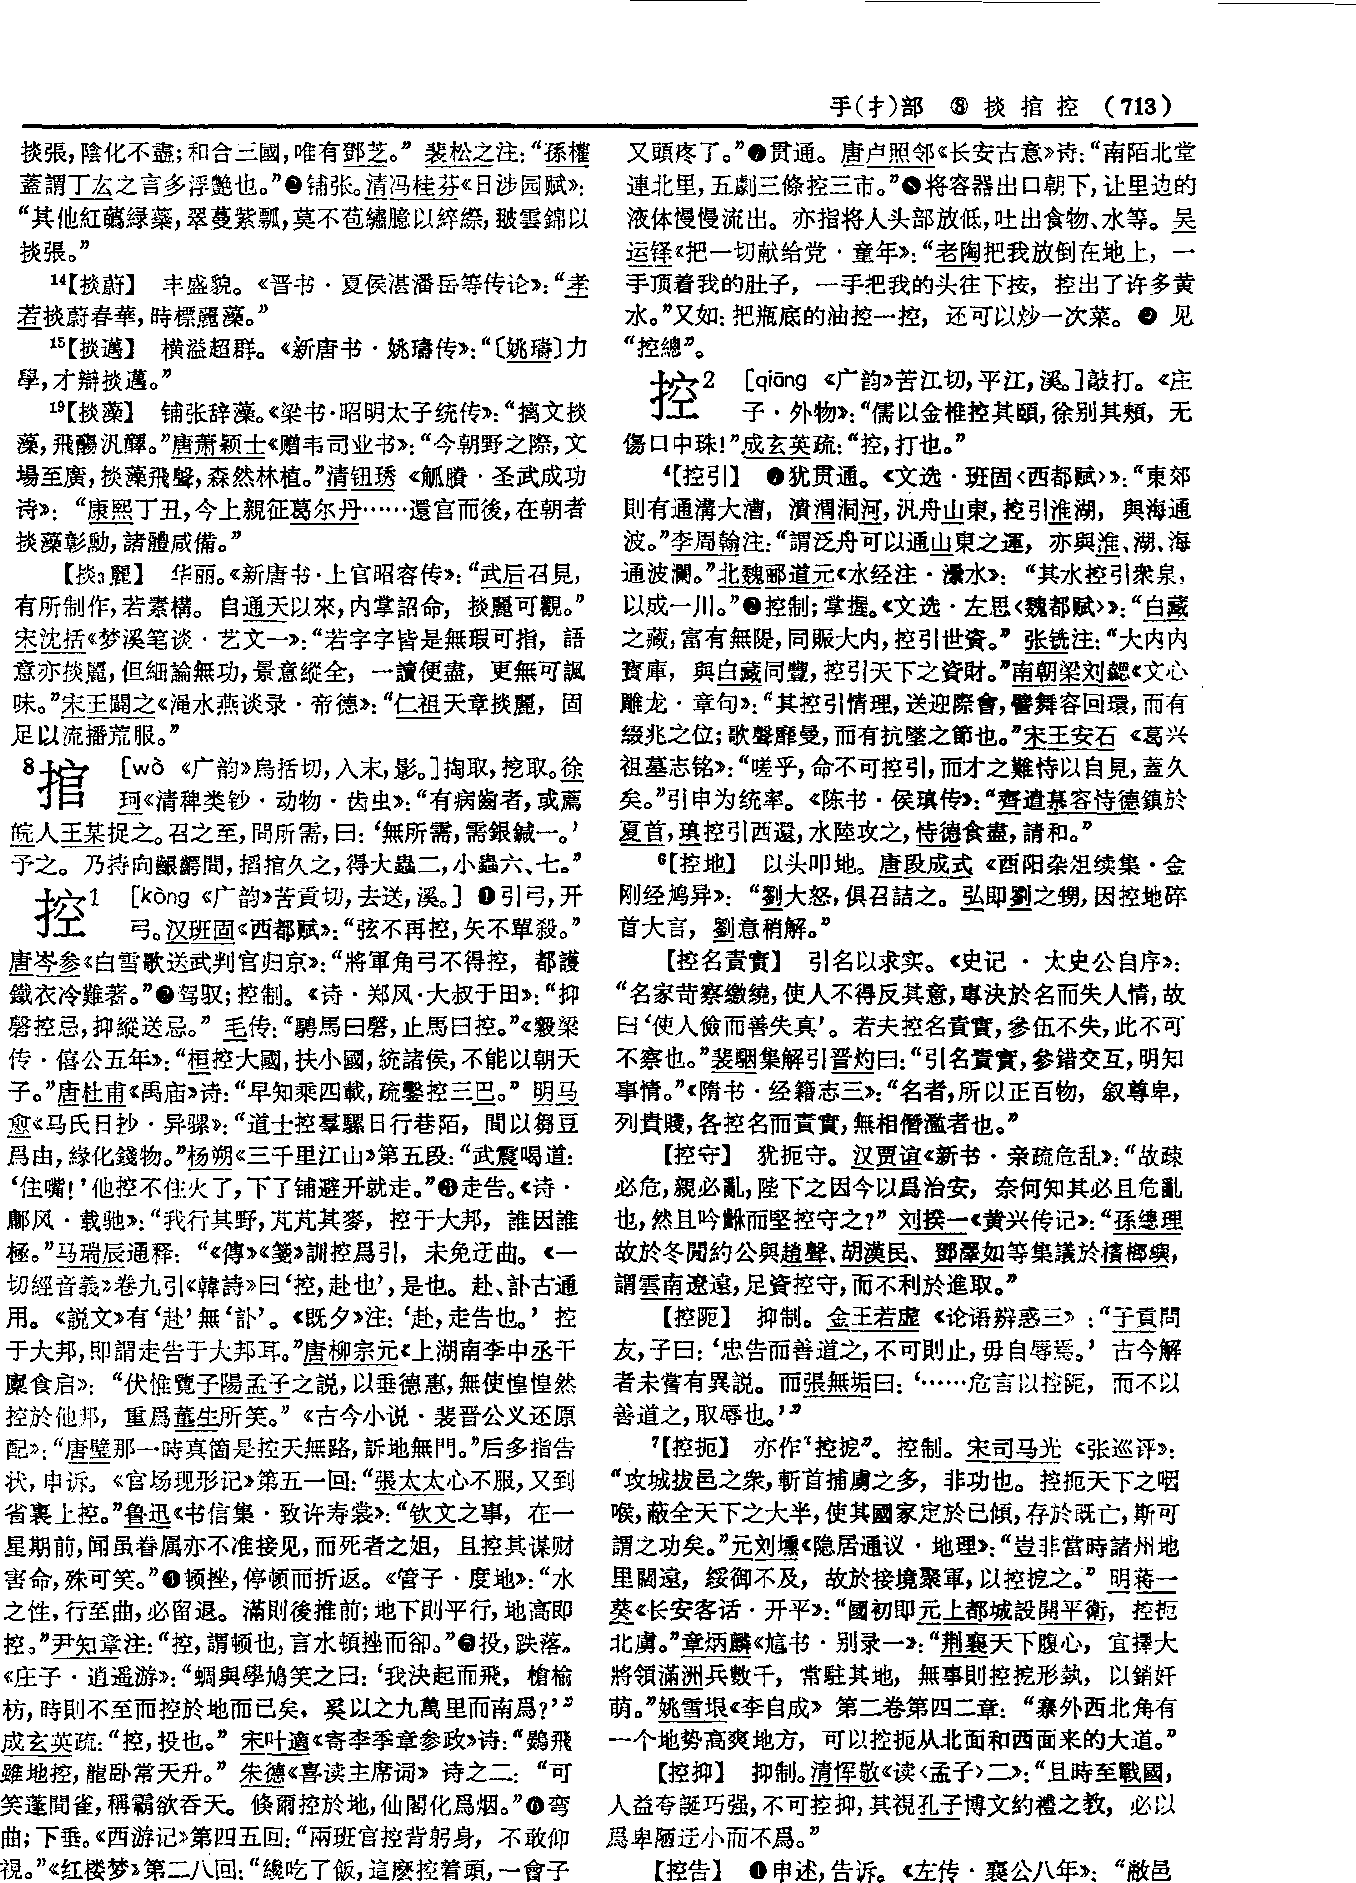 手(扌)部 ⑧ 掞 捾 控 (713)
掞張,陰化不盡;和合三國,唯有鄧芝。”裴松之注:“孫權
蓋謂丁厷之言多浮艷也。”❷铺张。清冯桂芬《日涉园赋》:
“其他紅蘤緑蘂,翠蔓紫瓢,莫不苞繡臆以綷縩,玻雲錦以
掞張。”
14【掞蔚】 丰盛貌。《晋书·夏侯湛潘岳等传论》:“孝
若掞蔚春華,時標麗藻。”
15【掞邁】 横溢超群。《新唐书·姚璹传》:“〔姚璹〕力
學,才辯掞邁。”
19【掞藻】 铺张辞藻。《梁书·昭明太子统传》:“摛文掞
藻,飛觴汎醳。”唐萧颖士《赠韦司业书》:“今朝野之際,文
場至廣,掞藻飛聲,森然林植。”清钮琇《觚賸·圣武成功
诗》:“康熙丁丑,今上親征葛尔丹……還宫而後,在朝者
掞藻彰勳,諸體咸備。”
【掞3麗】 华丽。《新唐书·上官昭容传》:“武后召見,
有所制作,若素構。自通天以來,内掌詔命,掞麗可觀。”
宋沈括《梦溪笔谈·艺文一》:“若字字皆是無瑕可指,語
意亦掞麗,但細論無功,景意縱全,一讀便盡,更無可諷
味。”宋王闢之《渑水燕谈录·帝德》:“仁祖天章掞麗,固
足以流播荒服。”
8捾 [wò 《广韵》烏括切,入末,影。]掏取,挖取。徐
珂《清稗类钞·动物·齿虫》:“有病齒者,或薦
皖人王某捉之。召之至,問所需,曰:‘無所需,需銀鍼一。’
予之。乃持向齦齶間,搯捾久之,得大蟲二,小蟲六、七。”
控1 [kòng 《广韵》苦貢切,去送,溪。] ❶引弓,开
弓。汉班固《西都赋》:“弦不再控,矢不單殺。”
唐岑参《白雪歌送武判官归京》:“將軍角弓不得控,都護
鐵衣冷難著。”❷驾驭;控制。《诗·郑风·大叔于田》:“抑
磬控忌,抑縱送忌。”毛传:“騁馬曰磬,止馬曰控。”《穀梁
传·僖公五年》:“桓控大國,扶小國,統諸侯,不能以朝天
子。”唐杜甫《禹庙》诗:“早知乘四載,疏鑿控三巴。”明马
愈《马氏日抄·异骡》:“道士控羣騾日行巷陌,間以芻豆
爲由,緣化錢物。”杨朔《三千里江山》第五段:“武震喝道:
‘住嘴!’他控不住火了,下了铺避开就走。”❸走告。《诗·
鄘风·载驰》:“我行其野,芃芃其麥,控于大邦,誰因誰
極。”马瑞辰通释:“《傳》《箋》訓控爲引,未免迂曲。《一
切經音義》卷九引《韓詩》曰‘控,赴也’,是也。赴、訃古通
用。《説文》有‘赴’無‘訃’。《既夕》注:‘赴,走告也。’控
于大邦,即謂走告于大邦耳。”唐柳宗元《上湖南李中丞干
廩食启》:“伏惟覽子陽孟子之説,以垂德惠,無使惶惶然
控於他邦,重爲董生所笑。”《古今小说·裴晋公义还原
配》:“唐璧那一時真箇是控天無路,訴地無門。”后多指告
状,申诉。《官场现形记》第五一回:“張太太心不服,又到
省裏上控。”鲁迅《书信集·致许寿裳》:“钦文之事,在一
星期前,闻虽眷属亦不准接见,而死者之姐,且控其谋财
害命,殊可笑。”❹顿挫,停顿而折返。《管子·度地》:“水
之性,行至曲,必留退。滿則後推前;地下則平行,地高即
控。”尹知章注:“控,謂頓也,言水頓挫而卻。”❺投,跌落。
《庄子·逍遥游》:“蜩與學鳩笑之曰:‘我決起而飛,槍榆
枋,時則不至而控於地而已矣,奚以之九萬里而南爲?’”
成玄英疏:“控,投也。”宋叶適《寄李季章参政》诗:“鷃飛
雖地控,龍卧常天升。”朱德《喜读主席词》诗之二:“可
笑蓬間雀,稱霸欲吞天。倏爾控於地,仙閣化爲烟。”❻弯
曲;下垂。《西游记》第四五回:“兩班官控背躬身,不敢仰
視。”《红楼梦》第二八回:“纔吃了飯,這麽控着頭,一會子
又頭疼了。”❼贯通。唐卢照邻《长安古意》诗:“南陌北堂
連北里,五劇三條控三市。”❽将容器出口朝下,让里边的
液体慢慢流出。亦指将人头部放低,吐出食物、水等。吴
运铎《把一切献给党·童年》:“老陶把我放倒在地上,一
手顶着我的肚子,一手把我的头往下按,控出了许多黄
水。”又如:把瓶底的油控一控,还可以炒一次菜。❾ 见
“控總”。
控2 [qiāng 《广韵》苦江切,平江,溪。]敲打。《庄
子·外物》:“儒以金椎控其頤,徐别其頰,无
傷口中珠!”成玄英疏:“控,打也。”
4【控引】 ❶犹贯通。《文选·班固〈西都赋〉》:“東郊
則有通溝大漕,潰渭洞河,汎舟山東,控引淮湖,與海通
波。”李周翰注:“謂泛舟可以通山東之運,亦與淮、湖、海
通波瀾。”北魏郦道元《水经注·灅水》:“其水控引衆泉,
以成一川。”❷控制;掌握。《文选·左思〈魏都赋〉》:“白藏
之藏,富有無隄,同賑大内,控引世資。”张铣注:“大内内
寶庫,與白藏同豐,控引天下之資財。”南朝梁刘勰《文心
雕龙·章句》:“其控引情理,送迎際會,譬舞容回環,而有
綴兆之位;歌聲靡曼,而有抗墜之節也。”宋王安石《葛兴
祖墓志铭》:“嗟乎,命不可控引,而才之難恃以自見,蓋久
矣。”引申为统率。《陈书·侯瑱传》:“齊遣慕容恃德鎮於
夏首,瑱控引西還,水陸攻之,恃德食盡,請和。”
6【控地】 以头叩地。唐段成式《酉阳杂俎续集·金
刚经鸠异》:“劉大怒,俱召詰之。弘即劉之甥,因控地碎
首大言,劉意稍解。”
【控名責實】 引名以求实。《史记·太史公自序》:
“名家苛察繳繞,使人不得反其意,專決於名而失人情,故
曰‘使人儉而善失真’。若夫控名責實,參伍不失,此不可
不察也。”裴駰集解引晋灼曰:“引名責實,參錯交互,明知
事情。”《隋书·经籍志三》:“名者,所以正百物,叙尊卑,
列貴賤,各控名而責實,無相僭濫者也。”
【控守】 犹扼守。汉贾谊《新书·亲疏危乱》:“故疎
必危,親必亂,陛下之因今以爲治安,奈何知其必且危亂
也,然且吟齘而堅控守之?”刘揆一《黄兴传记》:“孫總理
故於冬間約公與趙聲、胡漢民、鄧澤如等集議於檳榔嶼,
謂雲南遼遠,足資控守,而不利於進取。”
【控阨】 抑制。金王若虚《论语辨惑三》:“子貢問
友,子曰:‘忠告而善道之,不可則止,毋自辱焉。’古今解
者未嘗有異説。而張無垢曰:‘……危言以控阨,而不以
善道之,取辱也。’”
7【控扼】 亦作“控搤”。控制。宋司马光《张巡评》:
“攻城拔邑之衆,斬首捕虜之多,非功也。控扼天下之咽
喉,蔽全天下之大半,使其國家定於已傾,存於既亡,斯可
謂之功矣。”元刘壎《隐居通议·地理》:“豈非當時諸州地
里闊遠,綏御不及,故於接境聚軍,以控搤之。”明蒋一
葵《长安客话·开平》:“國初即元上都城設開平衛,控扼
北虜。”章炳麟《訄书·别录一》:“荆襄天下腹心,宜擇大
將領滿洲兵數千,常駐其地,無事則控搤形埶,以銷奸
萌。”姚雪垠《李自成》第二卷第四二章:“寨外西北角有
一个地势高爽地方,可以控扼从北面和西面来的大道。”
【控抑】 抑制。清恽敬《读〈孟子〉二》:“且時至戰國,
人益夸誕巧强,不可控抑,其視孔子博文約禮之教,必以
爲卑陋迂小而不爲。”
【控告】 ❶申述,告诉。《左传·襄公八年》:“敝邑